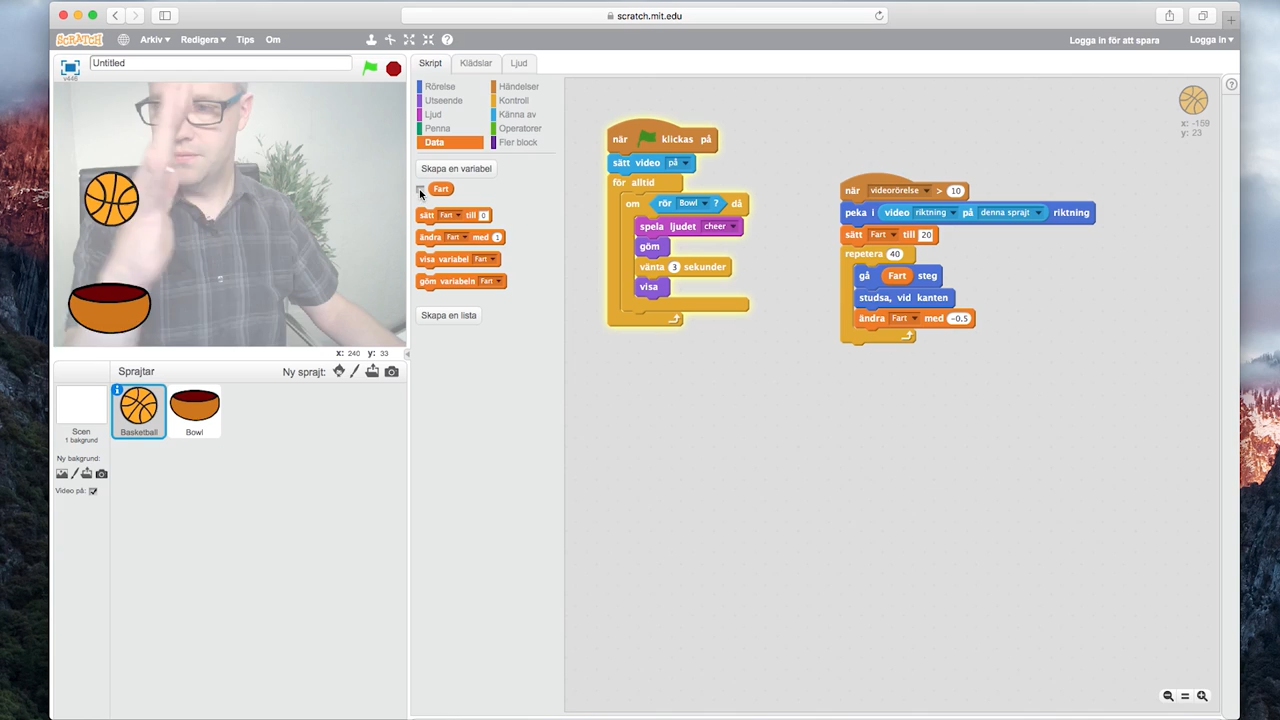 scratch.mit.edu
SCRATCH Arkiv Redigera Tips Om Logga in för att spara Logga in
Untitled
v446
Skript Klädslar Ljud
Rörelse Händelser
Utseende Kontroll
Ljud Känna av
Penna Operatorer
Data Fler block
Skapa en variabel
Fart
sätt Fart till 0
ändra Fart med 1
visa variabel Fart
göm variabeln Fart
Skapa en lista
när klickas på
sätt video på
för alltid
om rör Bowl ? då
spela ljudet cheer
göm
vänta 3 sekunder
visa
när videorörelse > 10
peka i video riktning på denna sprajt riktning
sätt Fart till 20
repetera 40
gå Fart steg
studsa, vid kanten
ändra Fart med -0.5
x: -159
y: 23
x: 240 y: 33
Sprajtar Ny sprajt:
Scen
1 bakgrund
Basketball
Bowl
Ny bakgrund:
Video på: